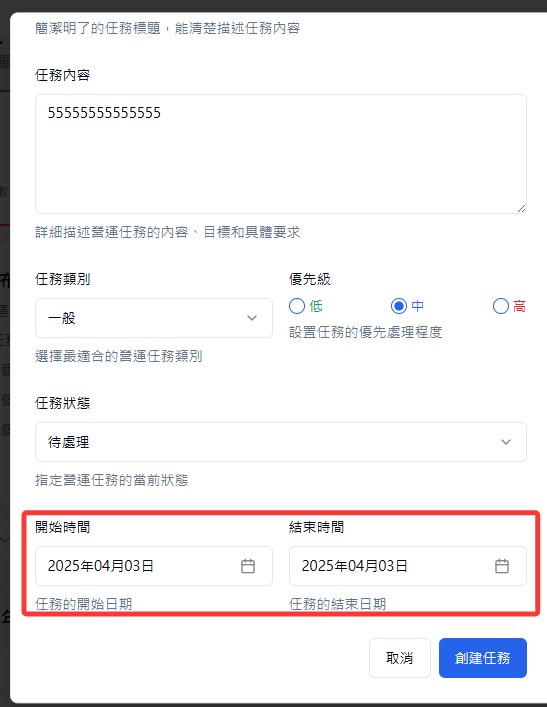 簡潔明了的任務標題，能清楚描述任務內容
任務內容
55555555555555
詳細描述營運任務的內容、目標和具體要求
任務類別
優先級
一般
低
中
高
設置任務的優先處理程度
選擇最適合的營運任務類別
任務狀態
待處理
指定營運任務的當前狀態
開始時間
結束時間
2025年04月03日
2025年04月03日
任務的開始日期
任務的結束日期
取消
創建任務